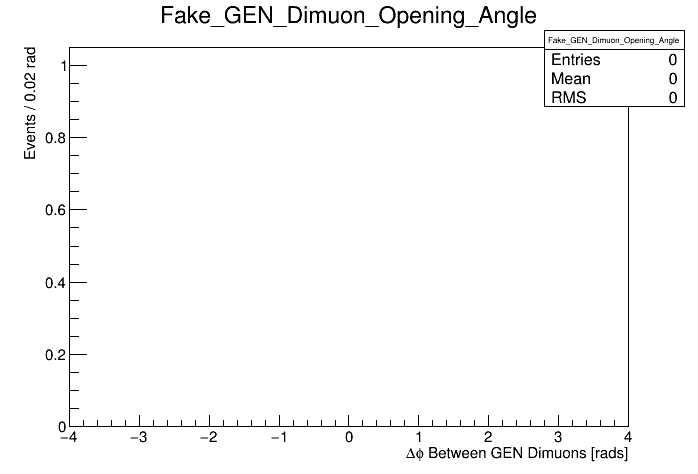 Fake_GEN_Dimuon_Opening_Angle
Fake_GEN_Dimuon_Opening_Angle
Entries 0
Mean 0
RMS 0
Events / 0.02 rad
1
0.8
0.6
0.4
0.2
0
−4 −3 −2 −1 0 1 2 3 4
Δϕ Between GEN Dimuons [rads]